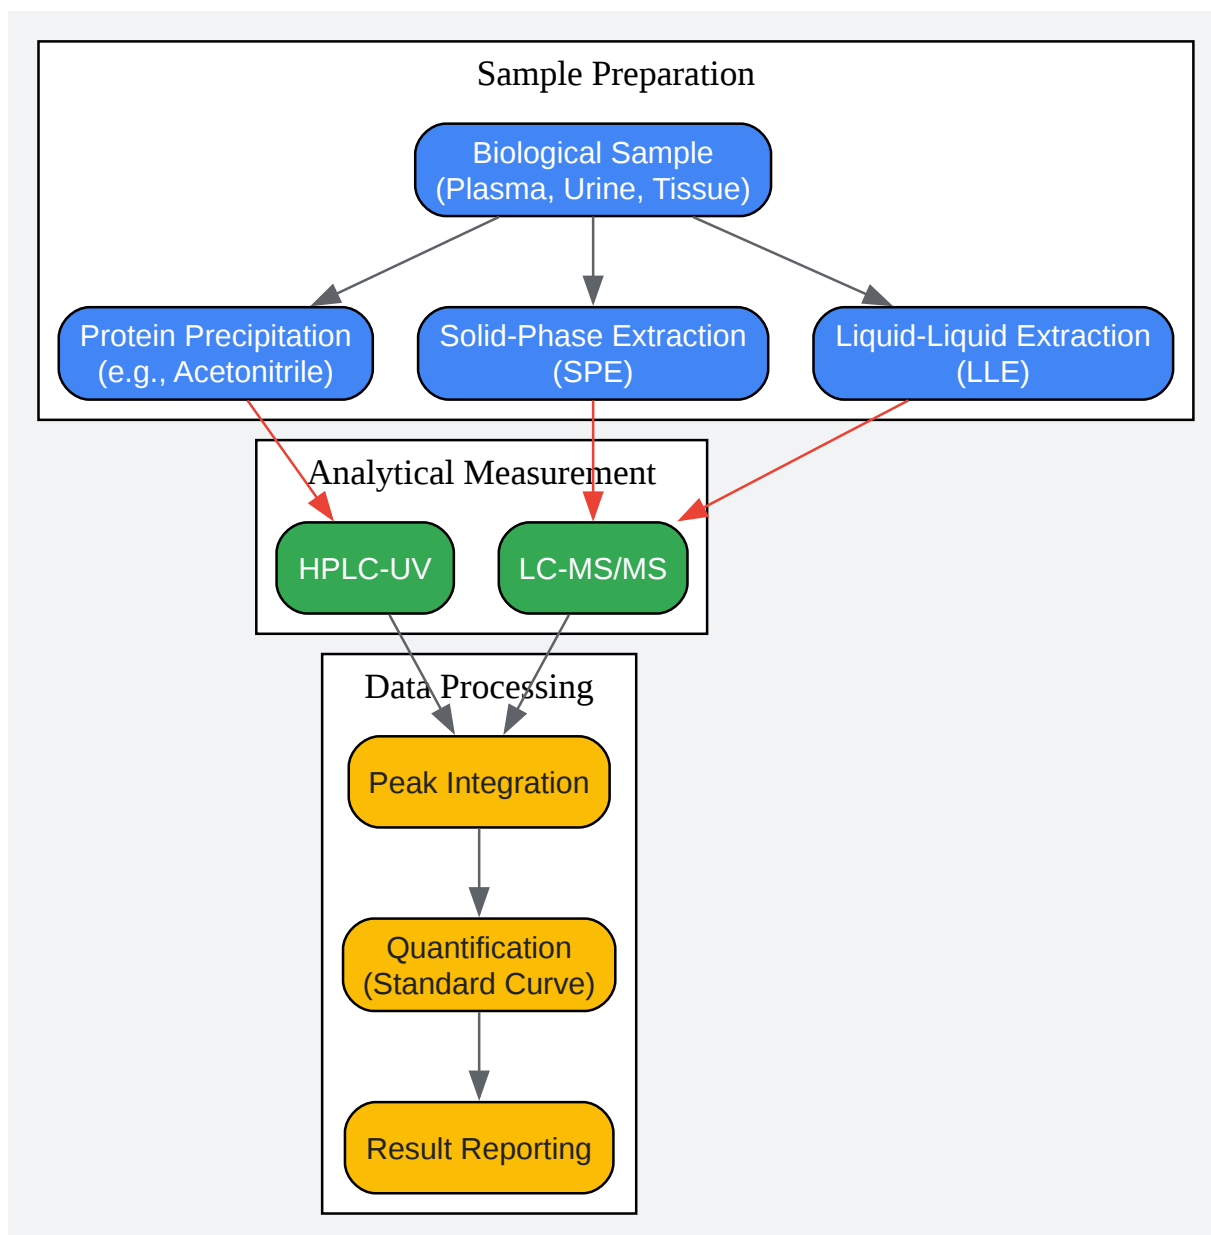 Sample Preparation
Biological Sample
(Plasma, Urine, Tissue)
Protein Precipitation
(e.g., Acetonitrile)
Solid-Phase Extraction
(SPE)
Liquid-Liquid Extraction
(LLE)
Analytical Measurement
HPLC-UV
LC-MS/MS
Data Processing
Peak Integration
Quantification
(Standard Curve)
Result Reporting